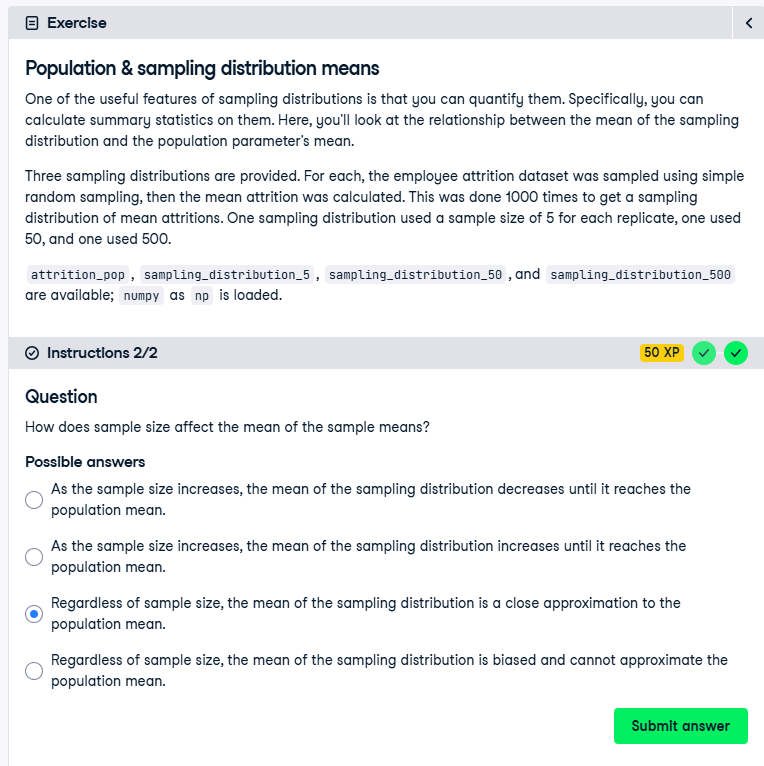 Exercise
Population & sampling distribution means
One of the useful features of sampling distributions is that you can quantify them. Specifically, you can
calculate summary statistics on them. Here, you'll look at the relationship between the mean of the sampling
distribution and the population parameter's mean.
Three sampling distributions are provided. For each, the employee attrition dataset was sampled using simple
random sampling, then the mean attrition was calculated. This was done 1000 times to get a sampling
distribution of mean attritions. One sampling distribution used a sample size of 5 for each replicate, one used
50, and one used 500.
attrition_pop, sampling_distribution_5, sampling_distribution_50, and sampling_distribution_500
are available; numpy as np is loaded.
Instructions 2/2
50 XP
Question
How does sample size affect the mean of the sample means?
Possible answers
As the sample size increases, the mean of the sampling distribution decreases until it reaches the
population mean.
As the sample size increases, the mean of the sampling distribution increases until it reaches the
population mean.
Regardless of sample size, the mean of the sampling distribution is a close approximation to the
population mean.
Regardless of sample size, the mean of the sampling distribution is biased and cannot approximate the
population mean.
Submit answer